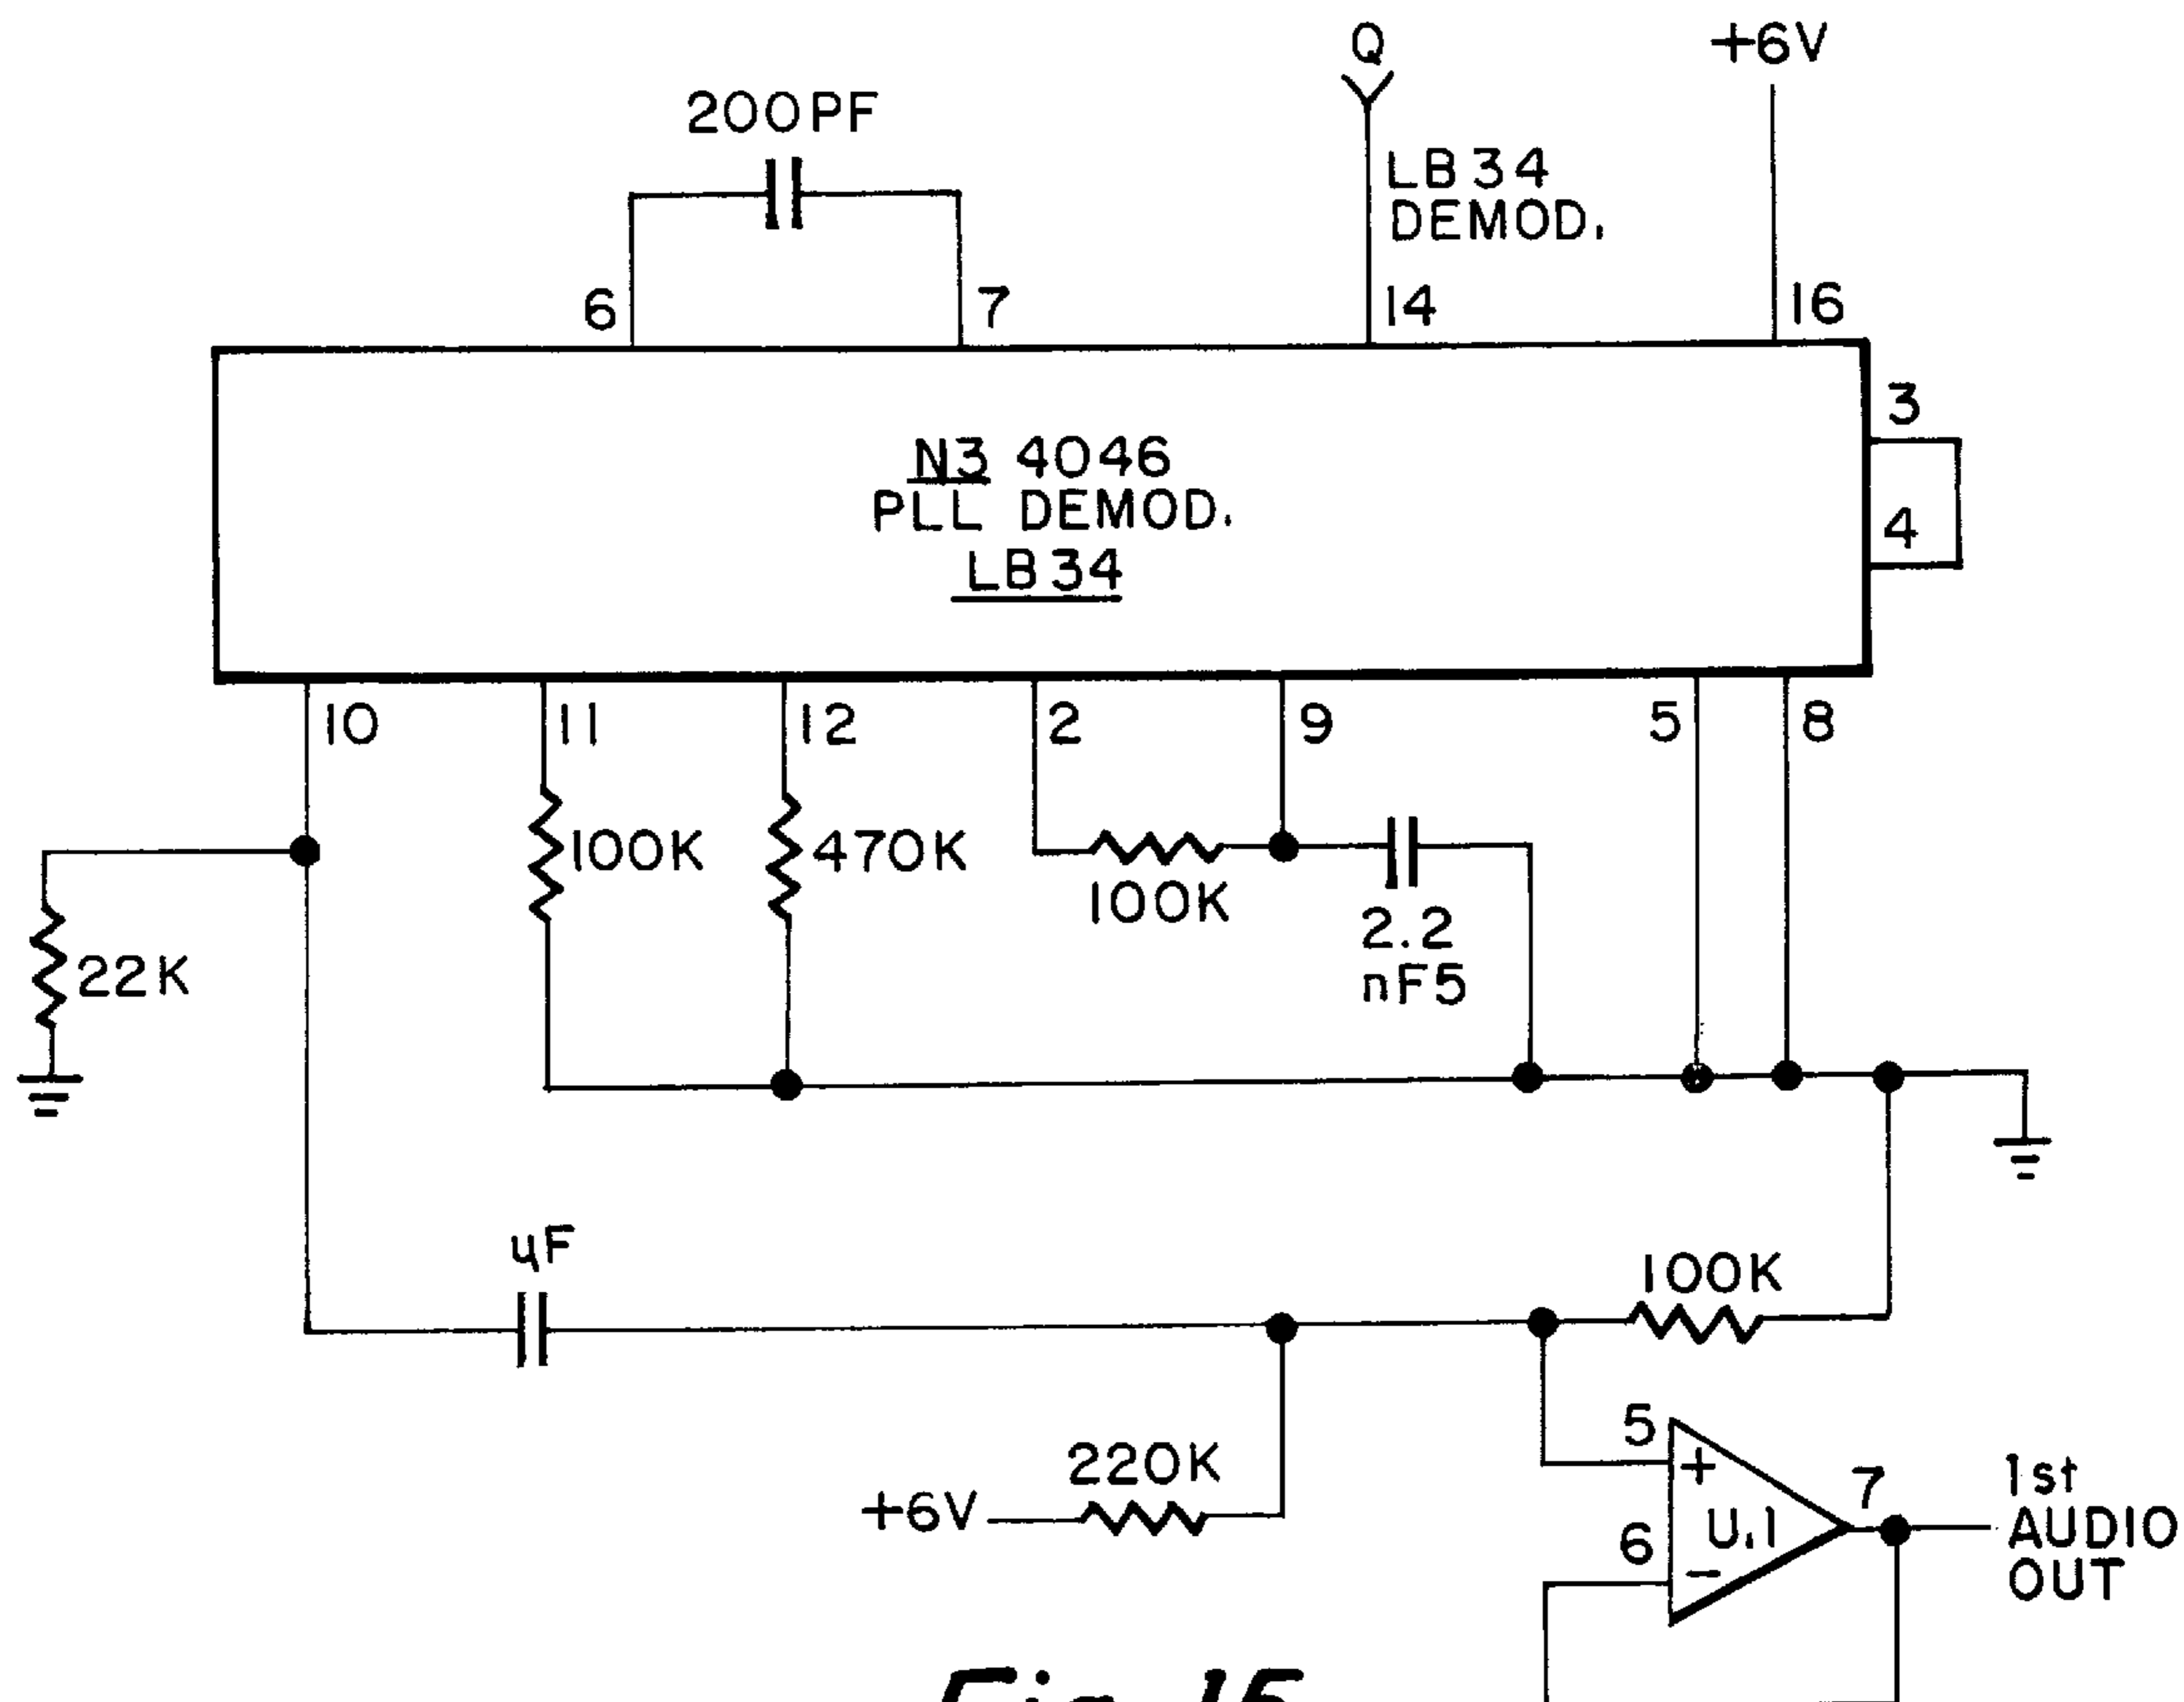 Q
+6V
200PF
LB34
DEMOD.
6
7
14
16
3
N3 4046
PLL DEMOD.
LB34
4
10
11
12
2
9
5
8
100K
470K
100K
22K
2.2
nF5
µF
100K
220K
+6V
5
+
6
-
U.1
7
1st
AUDIO
OUT